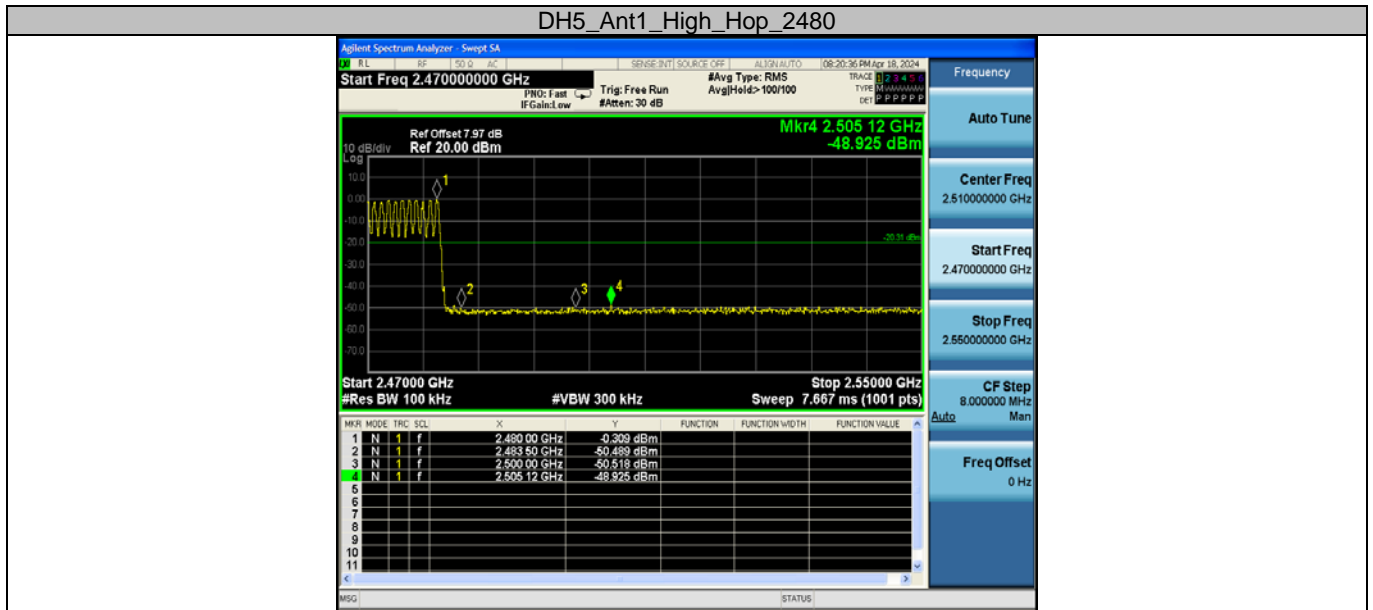 DH5_Ant1_High_Hop_2480
Agilent Spectrum Analyzer - Swept SA
RL RF 50 Ω AC SENSE:INT SOURCE OFF ALIGN AUTO 08:20:36 PM Apr 18, 2024
Start Freq 2.470000000 GHz
PNO: Fast
IFGain:Low
Trig: Free Run
#Atten: 30 dB
#Avg Type: RMS
Avg|Hold:>100/100
TRACE 1 2 3 4 5 6
TYPE M
DET P P P P P P
Mkr4 2.505 12 GHz
-48.925 dBm
Ref Offset 7.97 dB
10 dB/div Ref 20.00 dBm
Log
10.0
0.00
-10.0
-20.0
-30.0
-40.0
-50.0
-60.0
-70.0
1
2
3
4
-20.31 dBm
Start 2.47000 GHz Stop 2.55000 GHz
#Res BW 100 kHz #VBW 300 kHz Sweep 7.667 ms (1001 pts)
MKR MODE TRC SCL X Y FUNCTION FUNCTION WIDTH FUNCTION VALUE
1 N 1 f 2.480 00 GHz -0.309 dBm
2 N 1 f 2.483 50 GHz -50.489 dBm
3 N 1 f 2.500 00 GHz -50.518 dBm
4 N 1 f 2.505 12 GHz -48.925 dBm
5
6
7
8
9
10
11
MSG STATUS
Frequency
Auto Tune
Center Freq
2.510000000 GHz
Start Freq
2.470000000 GHz
Stop Freq
2.550000000 GHz
CF Step
8.000000 MHz
Auto Man
Freq Offset
0 Hz